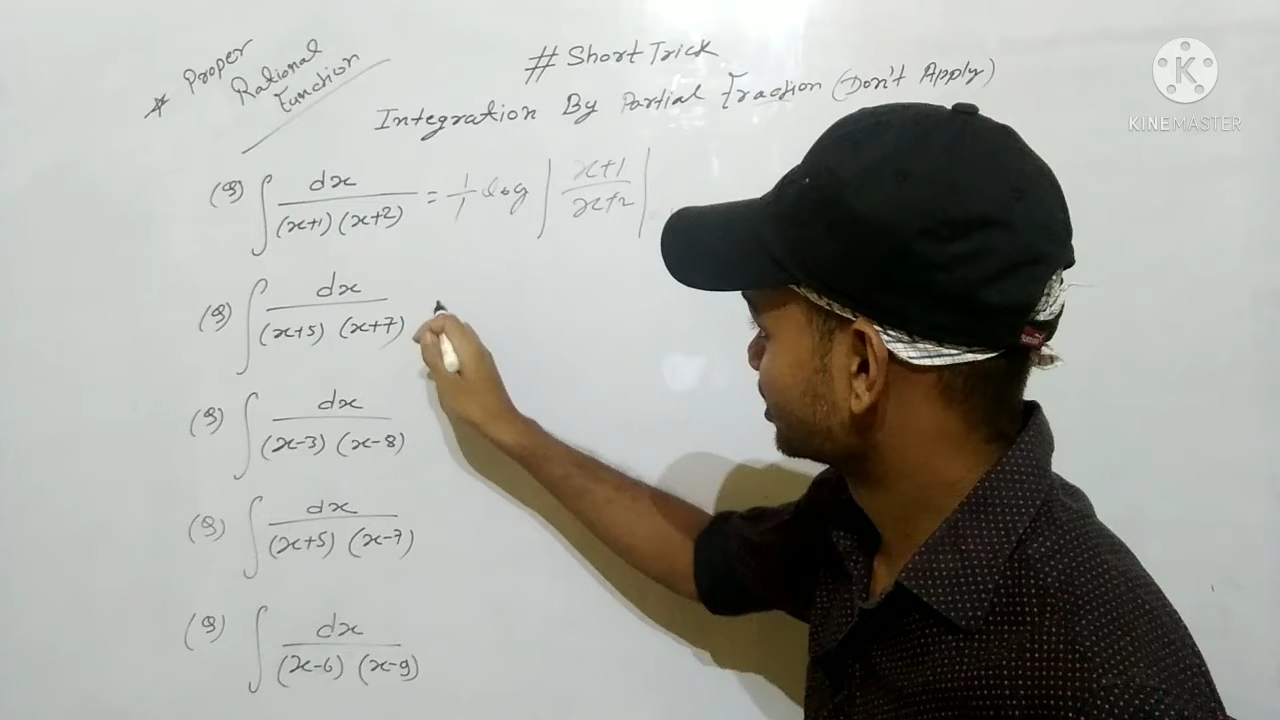 * Proper
Rational
Function
# Short Trick
Integration By Partial Fraction (Don't Apply)
(Q) ∫ dx / (x+1) (x+2) = 1/1 log | x+1 / x+2 |
(Q) ∫ dx / (x+5) (x+7)
(Q) ∫ dx / (x-3) (x-8)
(Q) ∫ dx / (x+5) (x-7)
(Q) ∫ dx / (x-6) (x-9)
K
KINEMASTER